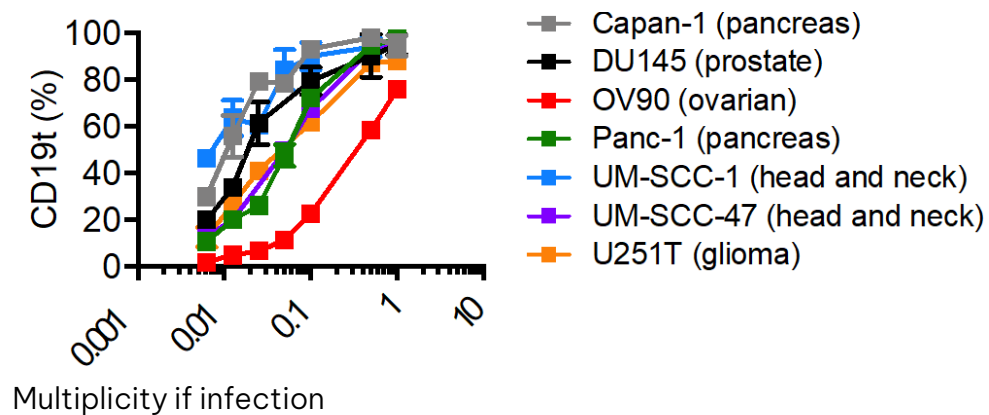 CD19t (%)
100
80
60
40
20
0
0.001
0.01
0.1
1
10
Multiplicity if infection
Capan-1 (pancreas)
DU145 (prostate)
OV90 (ovarian)
Panc-1 (pancreas)
UM-SCC-1 (head and neck)
UM-SCC-47 (head and neck)
U251T (glioma)